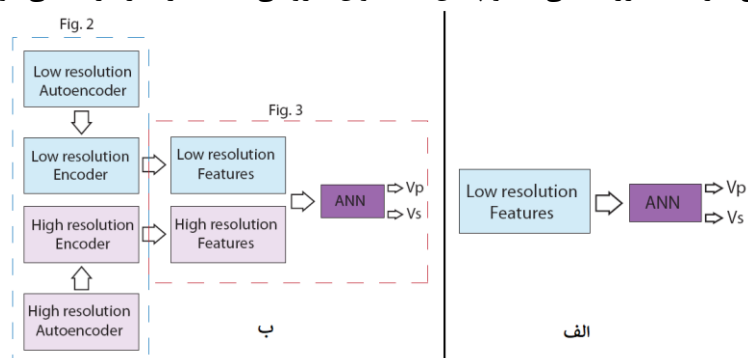 Fig. 2
Low resolution
Autoencoder
Fig. 3
Low resolution
Encoder
Low resolution
Features
High resolution
Encoder
High resolution
Features
ANN
Vp
Vs
High resolution
Autoencoder
ب
Low resolution
Features
ANN
Vp
Vs
الف